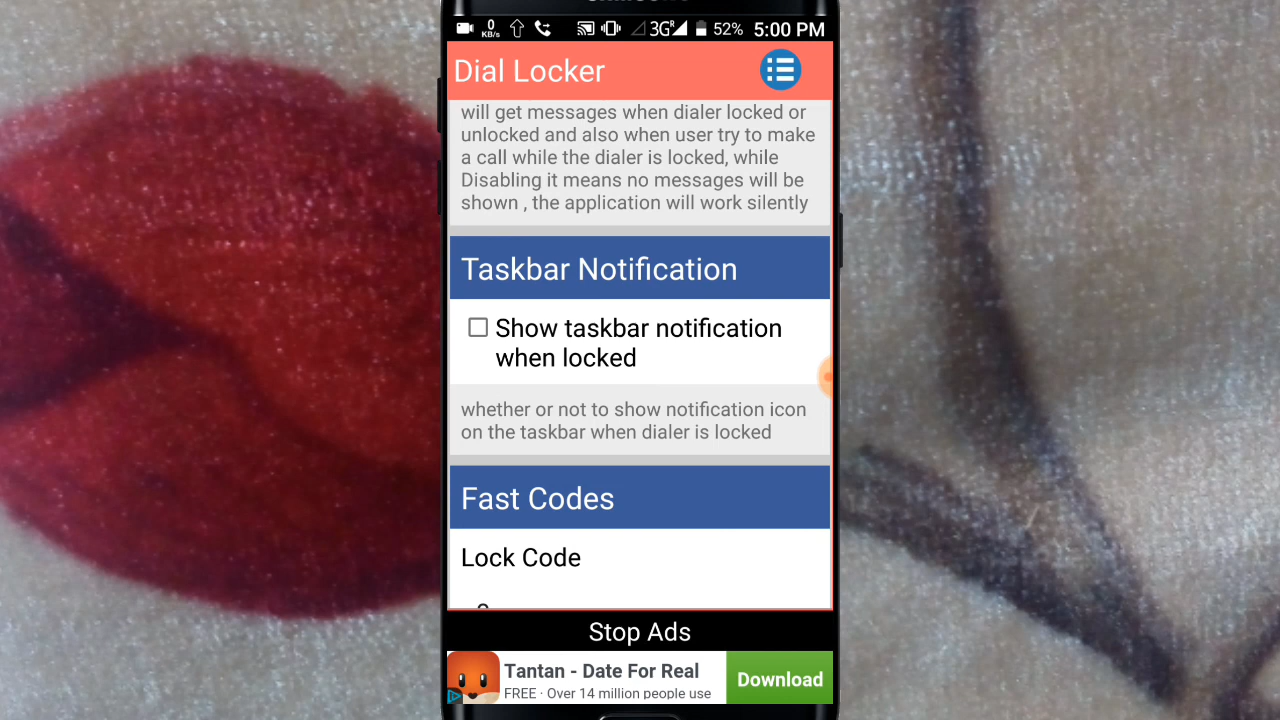 0 KB/s 3G R 52% 5:00 PM
Dial Locker
will get messages when dialer locked or
unlocked and also when user try to make
a call while the dialer is locked, while
Disabling it means no messages will be
shown , the application will work silently
Taskbar Notification
Show taskbar notification
when locked
whether or not to show notification icon
on the taskbar when dialer is locked
Fast Codes
Lock Code
Stop Ads
Tantan - Date For Real
FREE · Over 14 million people use
Download